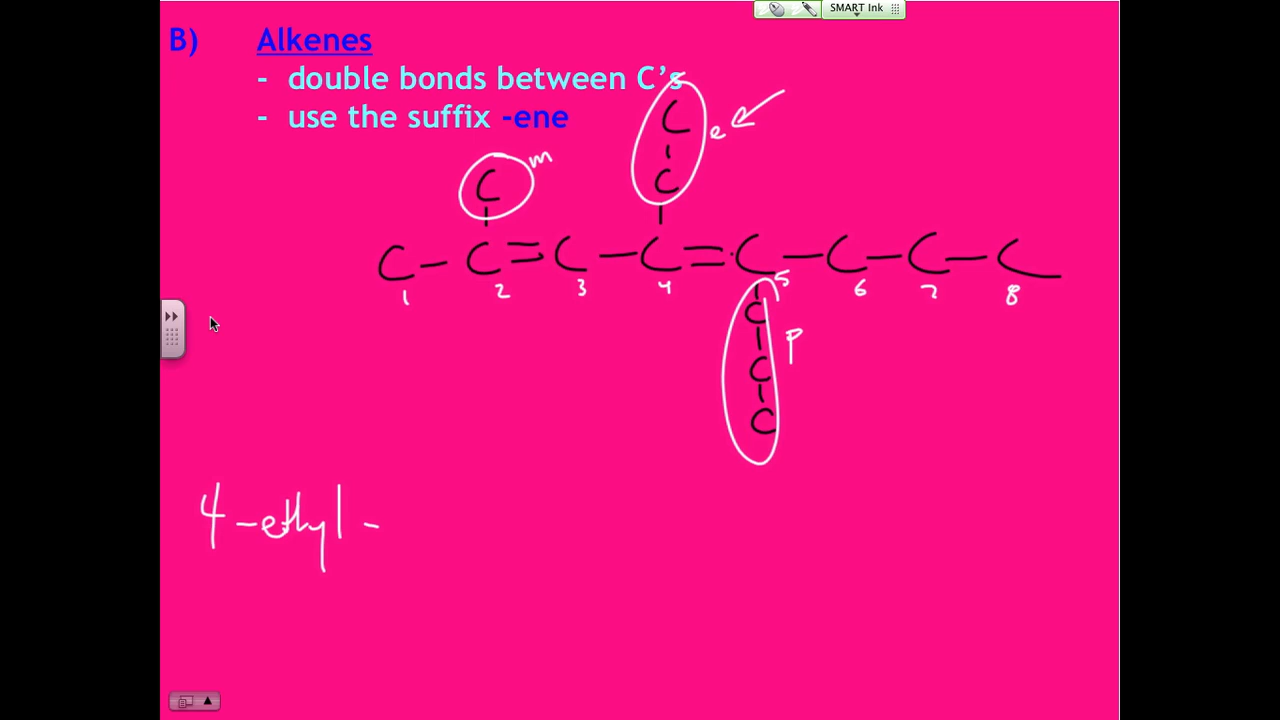 SMART Ink
B) Alkenes
- double bonds between C's
- use the suffix -ene
C e
C m C
C - C = C - C = C - C - C - C
1 2 3 4 5 6 7 8
C
C P
C
4-ethyl-